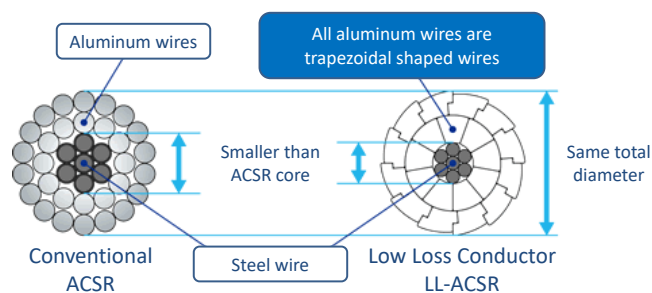 Aluminum wires
All aluminum wires are
trapezoidal shaped wires
Smaller than
ACSR core
Same total
diameter
Conventional
ACSR
Steel wire
Low Loss Conductor
LL-ACSR